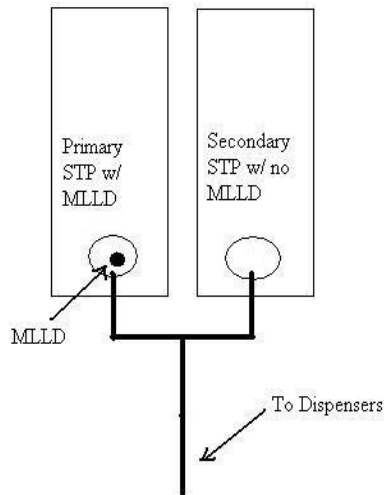 Primary
STP w/
MLLD
Secondary
STP w/ no
MLLD
MLLD
To Dispensers